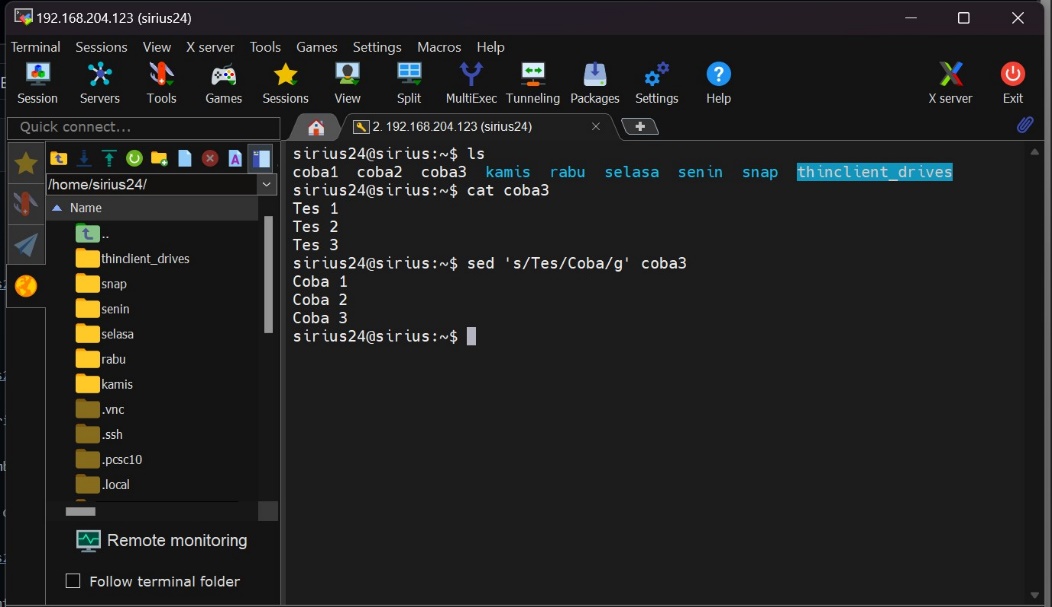 192.168.204.123 (sirius24)
Terminal Sessions View X server Tools Games Settings Macros Help
Session Servers Tools Games Sessions View Split MultiExec Tunneling Packages Settings Help X server Exit
Quick connect...
2. 192.168.204.123 (sirius24)
/home/sirius24/
Name
..
thinclient_drives
snap
senin
selasa
rabu
kamis
.vnc
.ssh
.pcsc10
.local
Remote monitoring
Follow terminal folder
sirius24@sirius:~$ ls
coba1 coba2 coba3 kamis rabu selasa senin snap thinclient_drives
sirius24@sirius:~$ cat coba3
Tes 1
Tes 2
Tes 3
sirius24@sirius:~$ sed 's/Tes/Coba/g' coba3
Coba 1
Coba 2
Coba 3
sirius24@sirius:~$